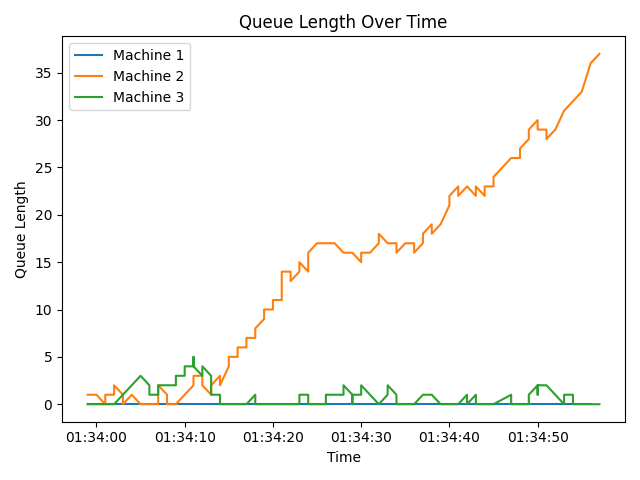 Queue Length Over Time
Machine 1
Machine 2
Machine 3
Queue Length
35
30
25
20
15
10
5
0
01:34:00 01:34:10 01:34:20 01:34:30 01:34:40 01:34:50
Time